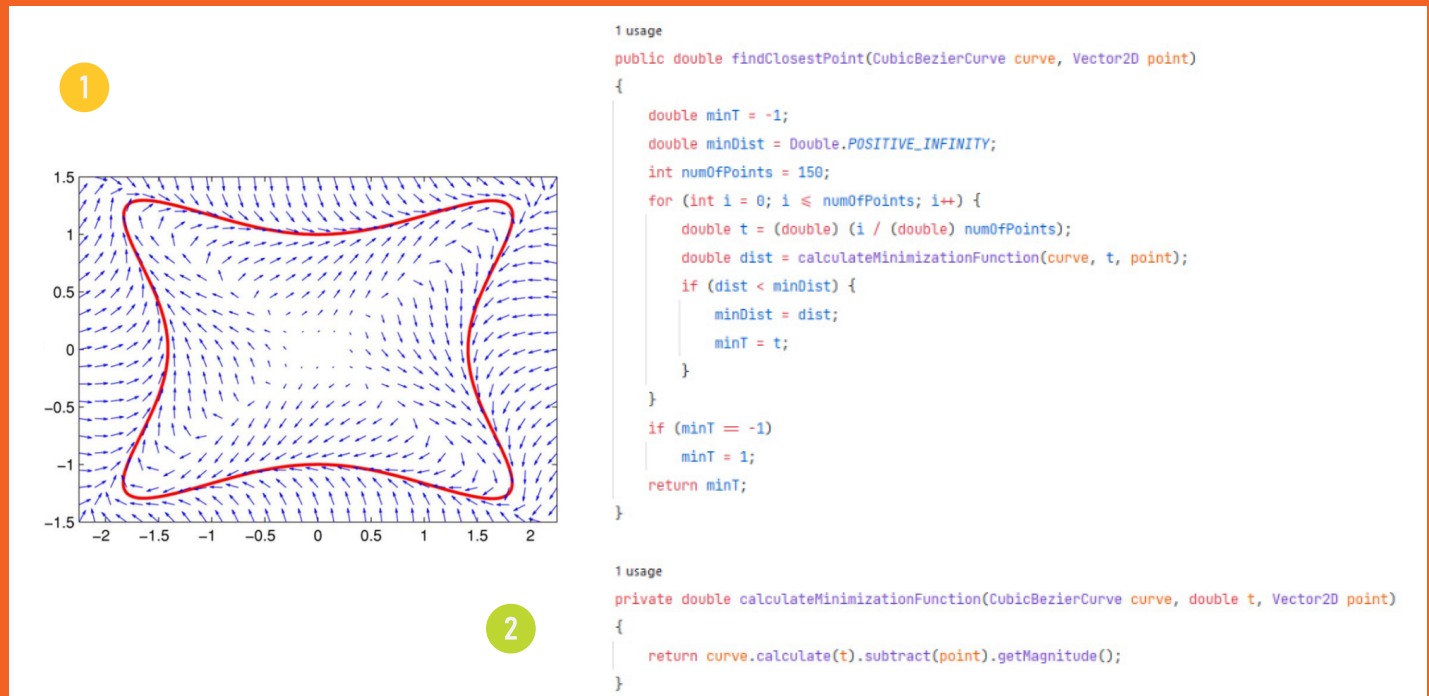 1
1.5
1
0.5
0
−0.5
−1
−1.5
−2 −1.5 −1 −0.5 0 0.5 1 1.5 2
2
1 usage
public double findClosestPoint(CubicBezierCurve curve, Vector2D point)
{
double minT = -1;
double minDist = Double.POSITIVE_INFINITY;
int numOfPoints = 150;
for (int i = 0; i ⩽ numOfPoints; i++) {
double t = (double) (i / (double) numOfPoints);
double dist = calculateMinimizationFunction(curve, t, point);
if (dist < minDist) {
minDist = dist;
minT = t;
}
}
if (minT == -1)
minT = 1;
return minT;
}
1 usage
private double calculateMinimizationFunction(CubicBezierCurve curve, double t, Vector2D point)
{
return curve.calculate(t).subtract(point).getMagnitude();
}